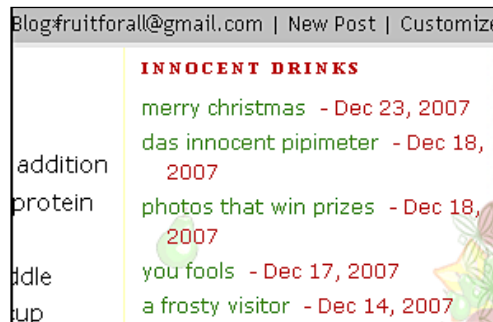 Blog fruitforall@gmail.com | New Post | Customize
INNOCENT DRINKS
merry christmas - Dec 23, 2007
das innocent pipimeter - Dec 18,
2007
addition
protein
photos that win prizes - Dec 18,
2007
ddle
you fools - Dec 17, 2007
cup
a frosty visitor - Dec 14, 2007